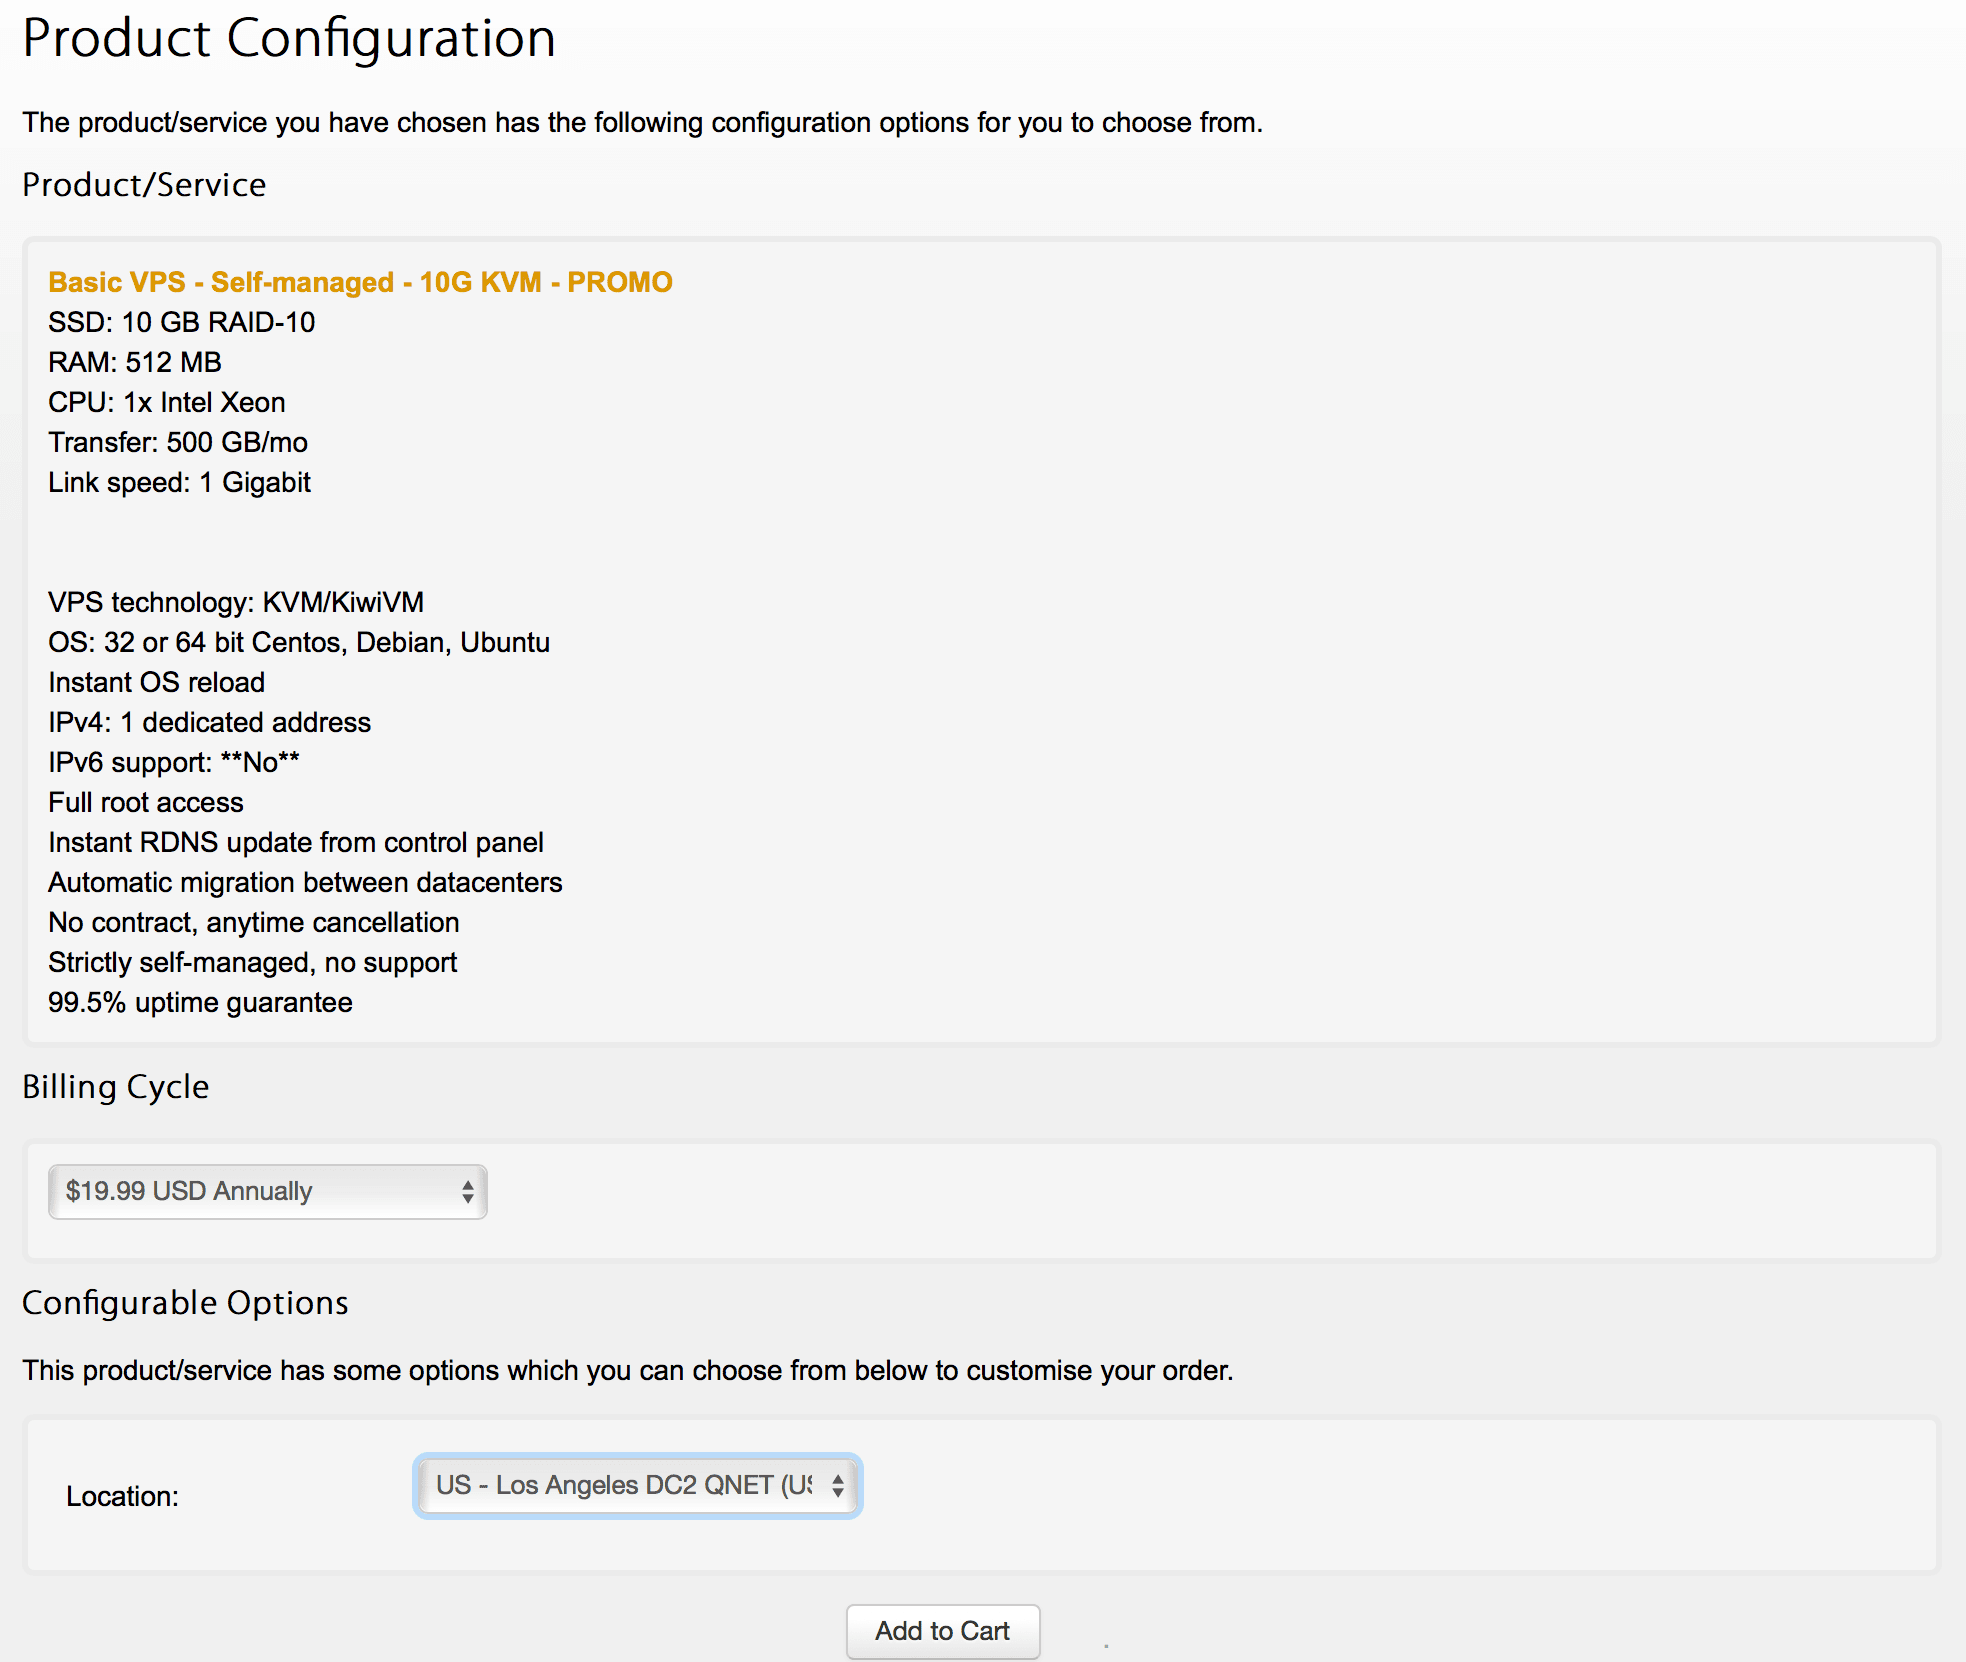 Product Configuration
The product/service you have chosen has the following configuration options for you to choose from.
Product/Service
Basic VPS - Self-managed - 10G KVM - PROMO
SSD: 10 GB RAID-10
RAM: 512 MB
CPU: 1x Intel Xeon
Transfer: 500 GB/mo
Link speed: 1 Gigabit
VPS technology: KVM/KiwiVM
OS: 32 or 64 bit Centos, Debian, Ubuntu
Instant OS reload
IPv4: 1 dedicated address
IPv6 support: **No**
Full root access
Instant RDNS update from control panel
Automatic migration between datacenters
No contract, anytime cancellation
Strictly self-managed, no support
99.5% uptime guarantee
Billing Cycle
$19.99 USD Annually
Configurable Options
This product/service has some options which you can choose from below to customise your order.
Location: US - Los Angeles DC2 QNET (US
Add to Cart